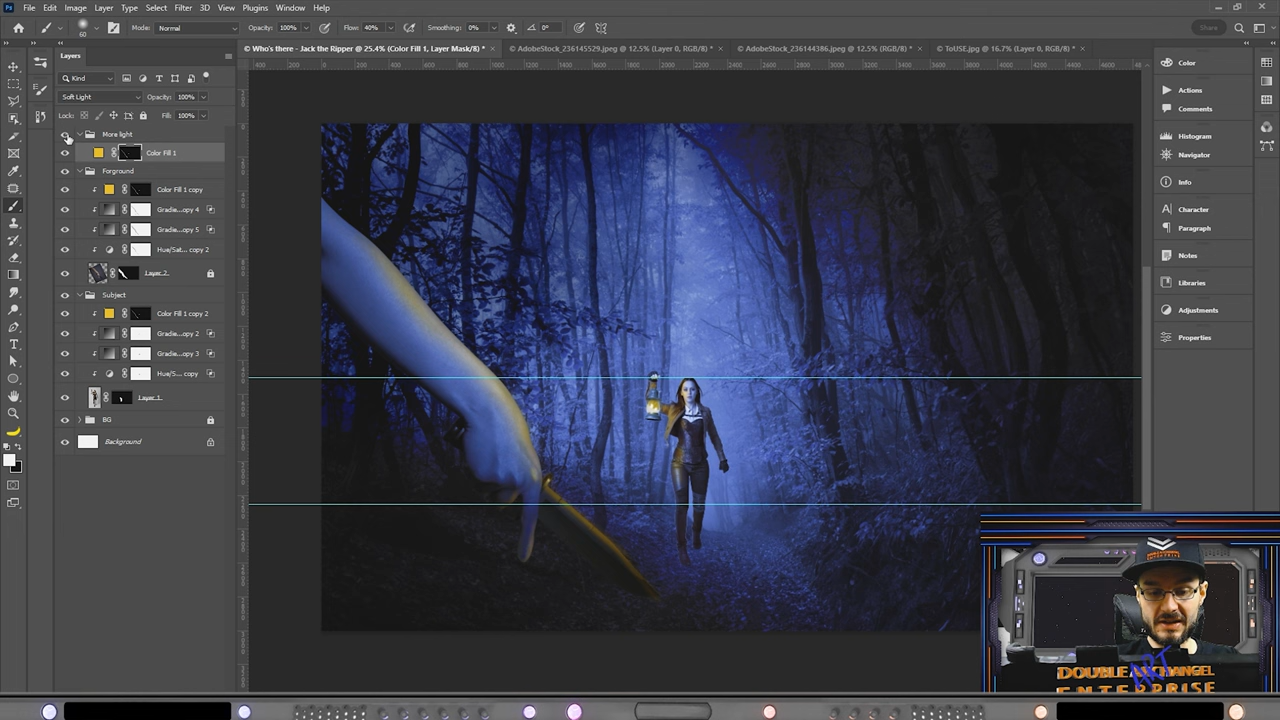 Ps File Edit Image Layer Type Select Filter 3D View Plugins Window Help
60 Mode: Normal Opacity: 100% Flow: 40% Smoothing: 0% 0° Share
© Who's there - Jack the Ripper @ 25.4% (Color Fill 1, Layer Mask/8) * × © AdobeStock_236145529.jpeg @ 12.5% (Layer 0, RGB/8) * × © AdobeStock_236144386.jpeg @ 12.5% (Layer 0, RGB/8) * × © ToUSE.jpg @ 16.7% (Layer 0, RGB/8) * ×
Layers
Kind
Soft Light Opacity: 100%
Lock: Fill: 100%
More light
Color Fill 1
Forground
Color Fill 1 copy
Gradie...opy 4
Gradie...opy 5
Hue/Sat... copy 2
Layer 2
Subject
Color Fill 1 copy 2
Gradie...opy 2
Gradie...opy 3
Hue/S... copy
Layer 1
BG
Background
Color
Actions
Comments
Histogram
Navigator
Info
Character
Paragraph
Notes
Libraries
Adjustments
Properties
ART
ENTERPRISE